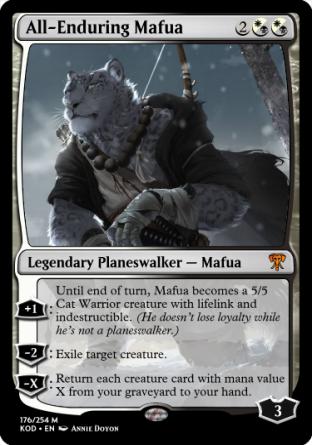 All-Enduring Mafua 2
Legendary Planeswalker — Mafua
+1: Until end of turn, Mafua becomes a 5/5
Cat Warrior creature with lifelink and
indestructible. (He doesn't lose loyalty while
he's not a planeswalker.)
-2: Exile target creature.
-X: Return each creature card with mana value
X from your graveyard to your hand.
3
176/254 M
KOD • EN Annie Doyon